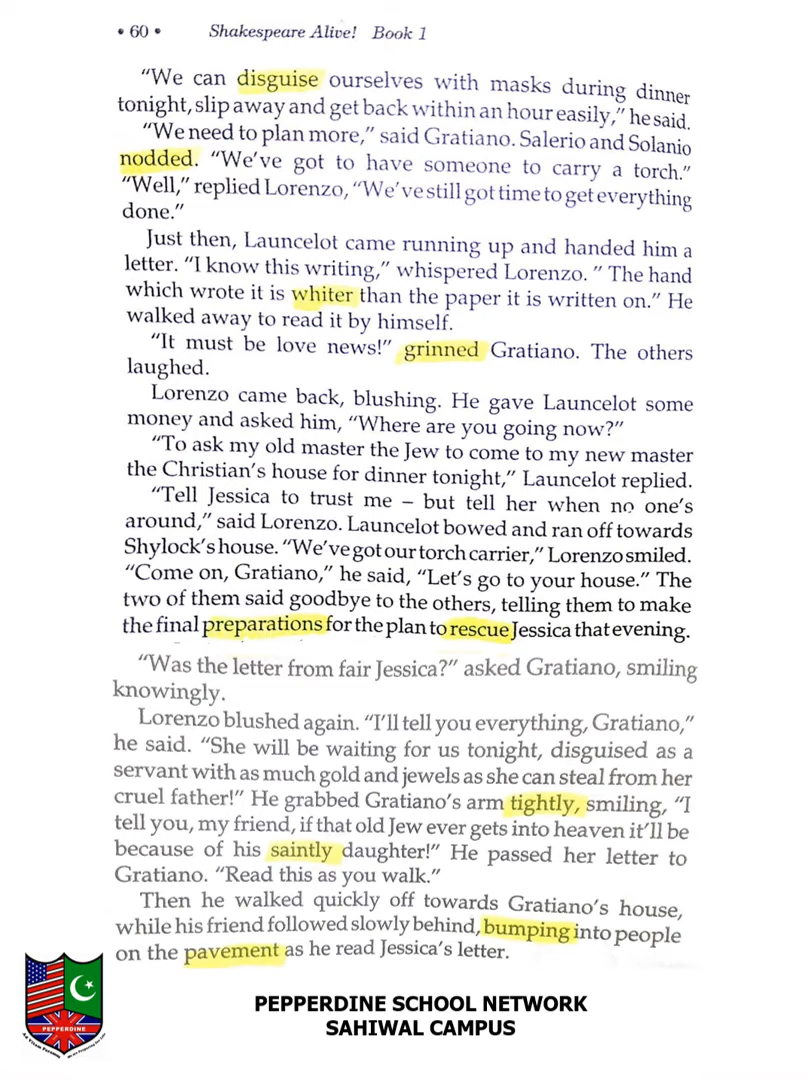 • 60 • Shakespeare Alive! Book 1
"We can disguise ourselves with masks during dinner
tonight, slip away and get back within an hour easily," he said.
"We need to plan more," said Gratiano. Salerio and Solanio
nodded. "We've got to have someone to carry a torch."
"Well," replied Lorenzo, "We've still got time to get everything
done."
Just then, Launcelot came running up and handed him a
letter. "I know this writing," whispered Lorenzo. " The hand
which wrote it is whiter than the paper it is written on." He
walked away to read it by himself.
"It must be love news!" grinned Gratiano. The others
laughed.
Lorenzo came back, blushing. He gave Launcelot some
money and asked him, "Where are you going now?"
"To ask my old master the Jew to come to my new master
the Christian's house for dinner tonight," Launcelot replied.
"Tell Jessica to trust me – but tell her when no one's
around," said Lorenzo. Launcelot bowed and ran off towards
Shylock's house. "We've got our torch carrier," Lorenzo smiled.
"Come on, Gratiano," he said, "Let's go to your house." The
two of them said goodbye to the others, telling them to make
the final preparations for the plan to rescue Jessica that evening.
"Was the letter from fair Jessica?" asked Gratiano, smiling
knowingly.
Lorenzo blushed again. "I'll tell you everything, Gratiano,"
he said. "She will be waiting for us tonight, disguised as a
servant with as much gold and jewels as she can steal from her
cruel father!" He grabbed Gratiano's arm tightly, smiling, "I
tell you, my friend, if that old Jew ever gets into heaven it'll be
because of his saintly daughter!" He passed her letter to
Gratiano. "Read this as you walk."
Then he walked quickly off towards Gratiano's house,
while his friend followed slowly behind, bumping into people
on the pavement as he read Jessica's letter.
PEPPERDINE
PEPPERDINE SCHOOL NETWORK
SAHIWAL CAMPUS